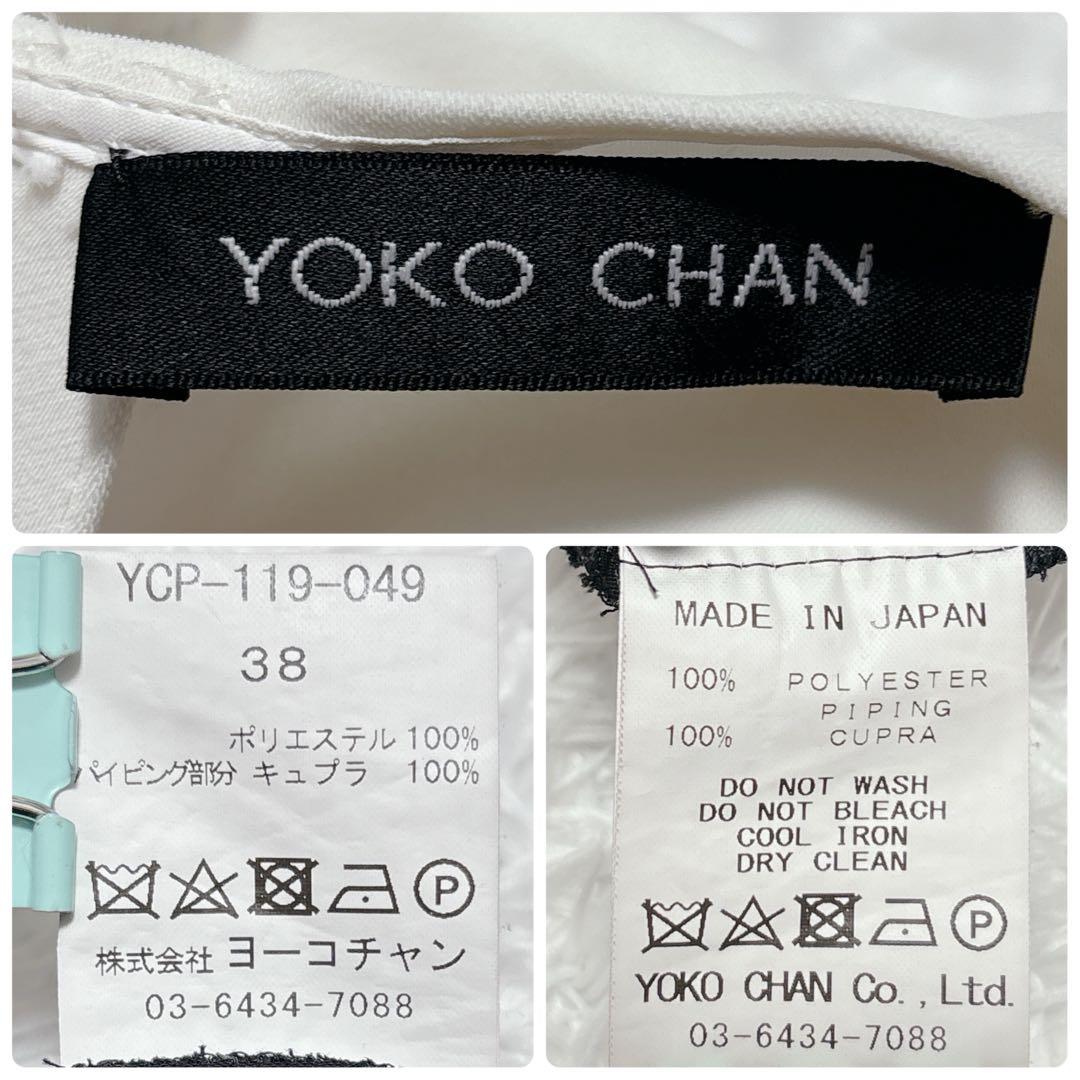 YOKO CHAN
YCP-119-049
38
ポリエステル 100%
パイピング部分 キュプラ 100%
P
株式会社 ヨーコチャン
03-6434-7088
MADE IN JAPAN
100% POLYESTER
PIPING
100% CUPRA
DO NOT WASH
DO NOT BLEACH
COOL IRON
DRY CLEAN
P
YOKO CHAN Co., Ltd.
03-6434-7088